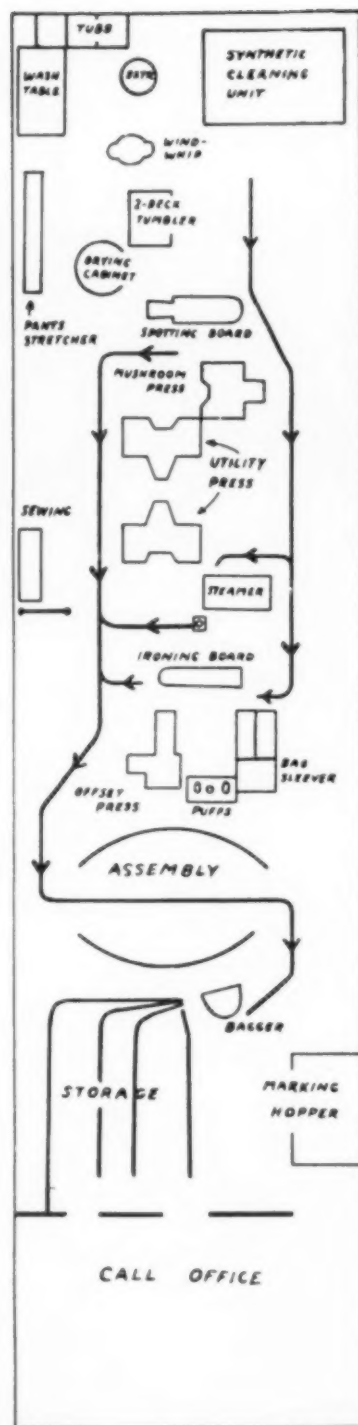 TUBS
WASH
TABLE
EXTR.
SYNTHETIC
CLEANING
UNIT
WIND-
WHIP
2-DECK
TUMBLER
DRYING
CABINET
PANTS
STRETCHER
SPOTTING BOARD
MUSHROOM
PRESS
UTILITY
PRESS
SEWING
STEAMER
IRONING BOARD
BAG
SLEEVER
OFFSET
PRESS
PUFFS
ASSEMBLY
BAGGER
STORAGE
MARKING
HOPPER
CALL OFFICE